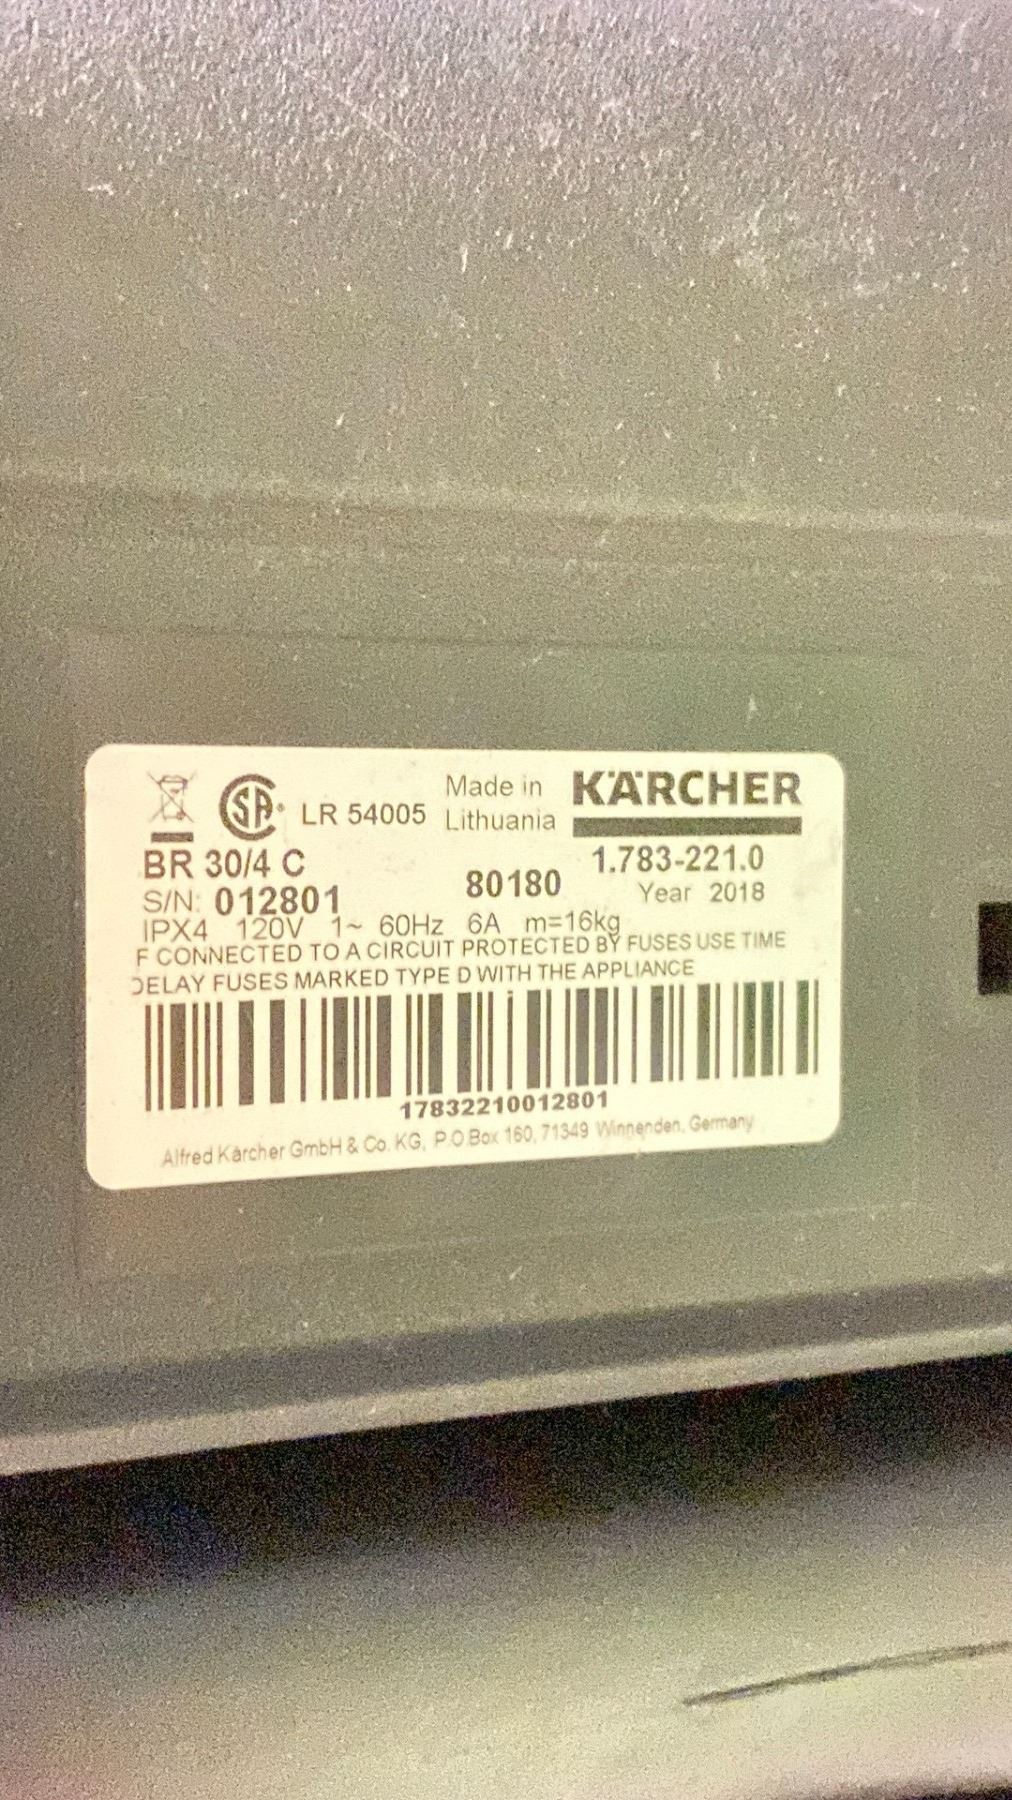 LR 54005 Made in Lithuania KÄRCHER
BR 30/4 C 1.783-221.0
S/N: 012801 80180 Year 2018
IPX4 120V 1~ 60Hz 6A m=16kg
F CONNECTED TO A CIRCUIT PROTECTED BY FUSES USE TIME
DELAY FUSES MARKED TYPE D WITH THE APPLIANCE
17832210012801
Alfred Kärcher GmbH & Co. KG, P.O.Box 160, 71349 Winnenden, Germany